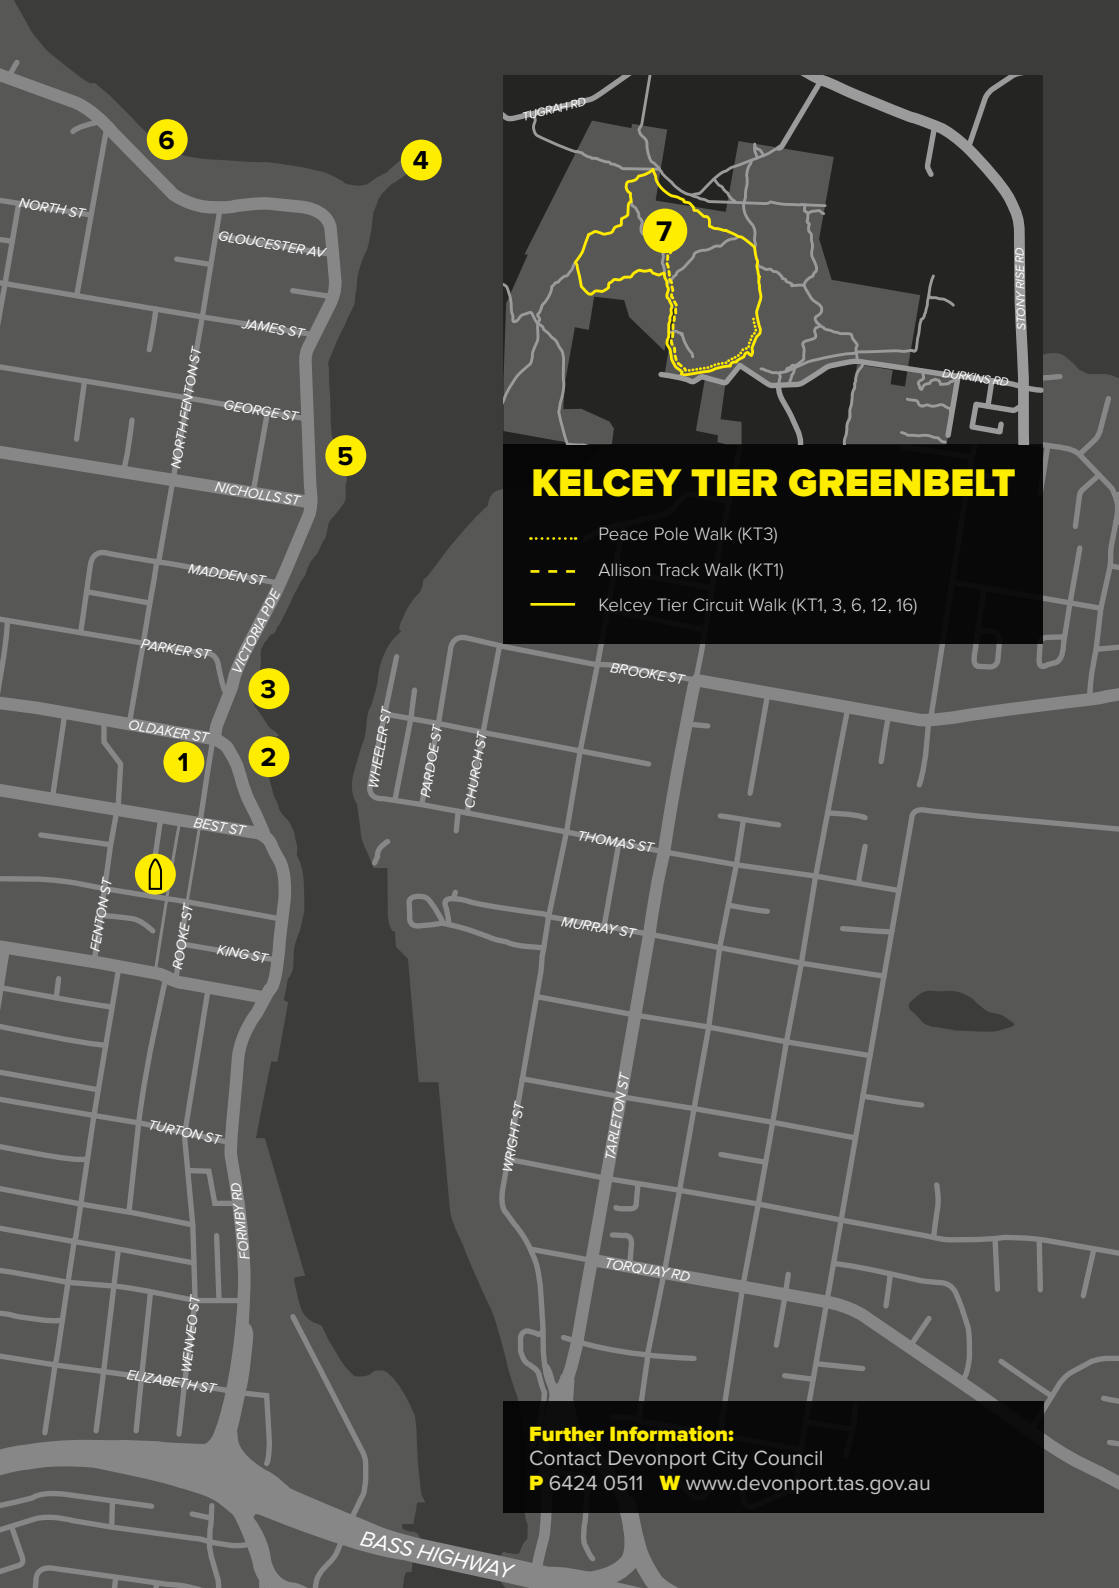 6
4
TUGRAH RD
7
STONY RISE RD
DURKINS RD
KELCEY TIER GREENBELT
Peace Pole Walk (KT3)
Allison Track Walk (KT1)
Kelcey Tier Circuit Walk (KT1, 3, 6, 12, 16)
NORTH ST
GLOUCESTER AV
JAMES ST
NORTH FENTON ST
GEORGE ST
5
NICHOLLS ST
MADDEN ST
VICTORIA PDE
PARKER ST
3
BROOKE ST
OLDAKER ST
1
2
WHEELER ST
PARDOE ST
CHURCH ST
BEST ST
THOMAS ST
FENTON ST
ROOKE ST
KING ST
MURRAY ST
TURTON ST
WRIGHT ST
TARLETON ST
FORMBY RD
TORQUAY RD
WENVEO ST
ELIZABETH ST
Further Information:
Contact Devonport City Council
P 6424 0511 W www.devonport.tas.gov.au
BASS HIGHWAY